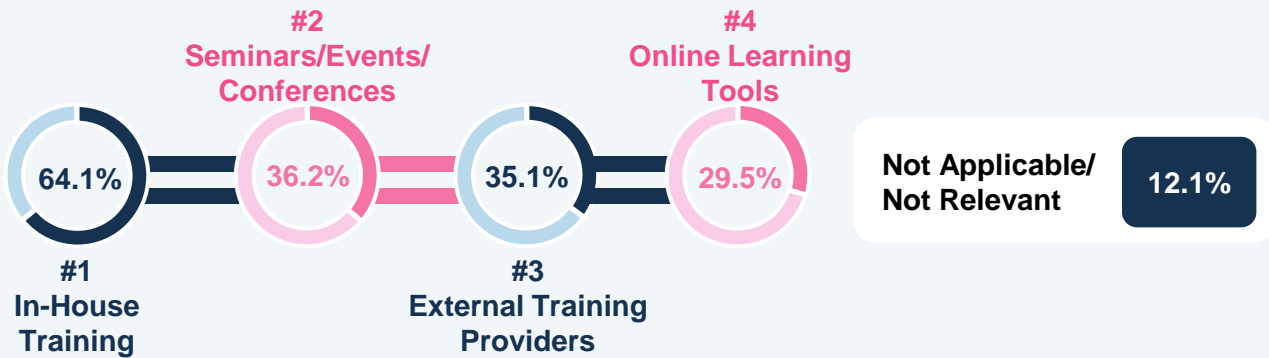 #1
In-House
Training
64.1%
#2
Seminars/Events/
Conferences
36.2%
#3
External Training
Providers
35.1%
#4
Online Learning
Tools
29.5%
Not Applicable/
Not Relevant
12.1%